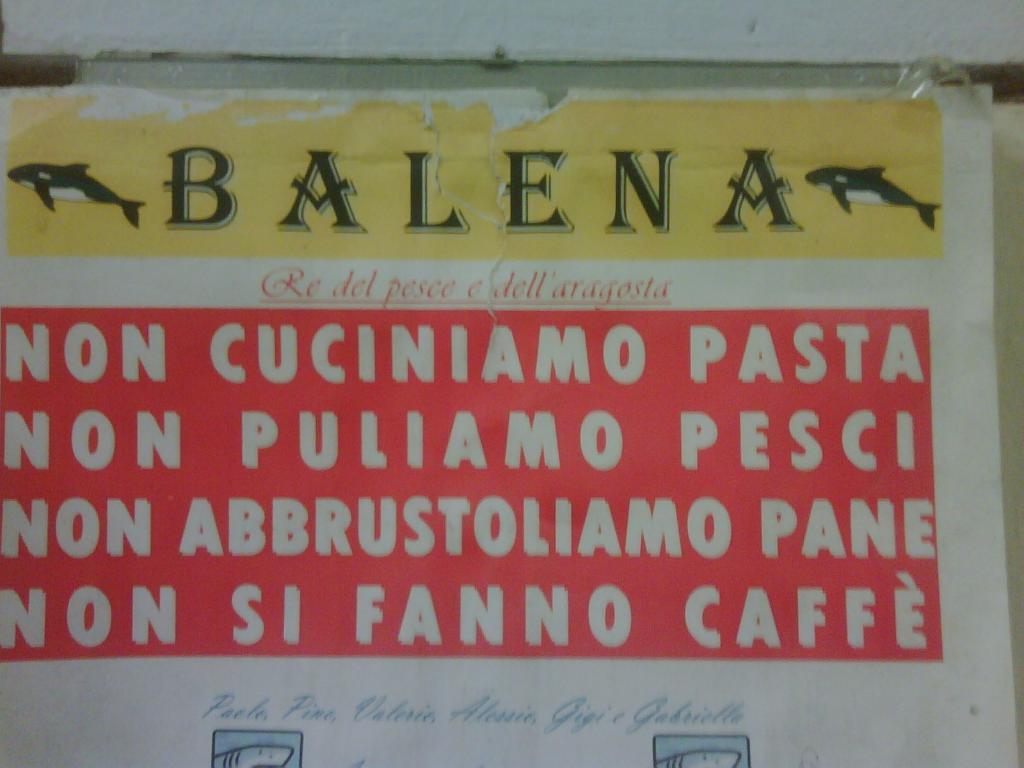 BALENA
Re del pesce e dell'aragosta
NON CUCINIAMO PASTA
NON PULIAMO PESCI
NON ABBRUSTOLIAMO PANE
NON SI FANNO CAFFÈ
Paolo, Pino, Valerio, Alessio, Gigi e Gabriella